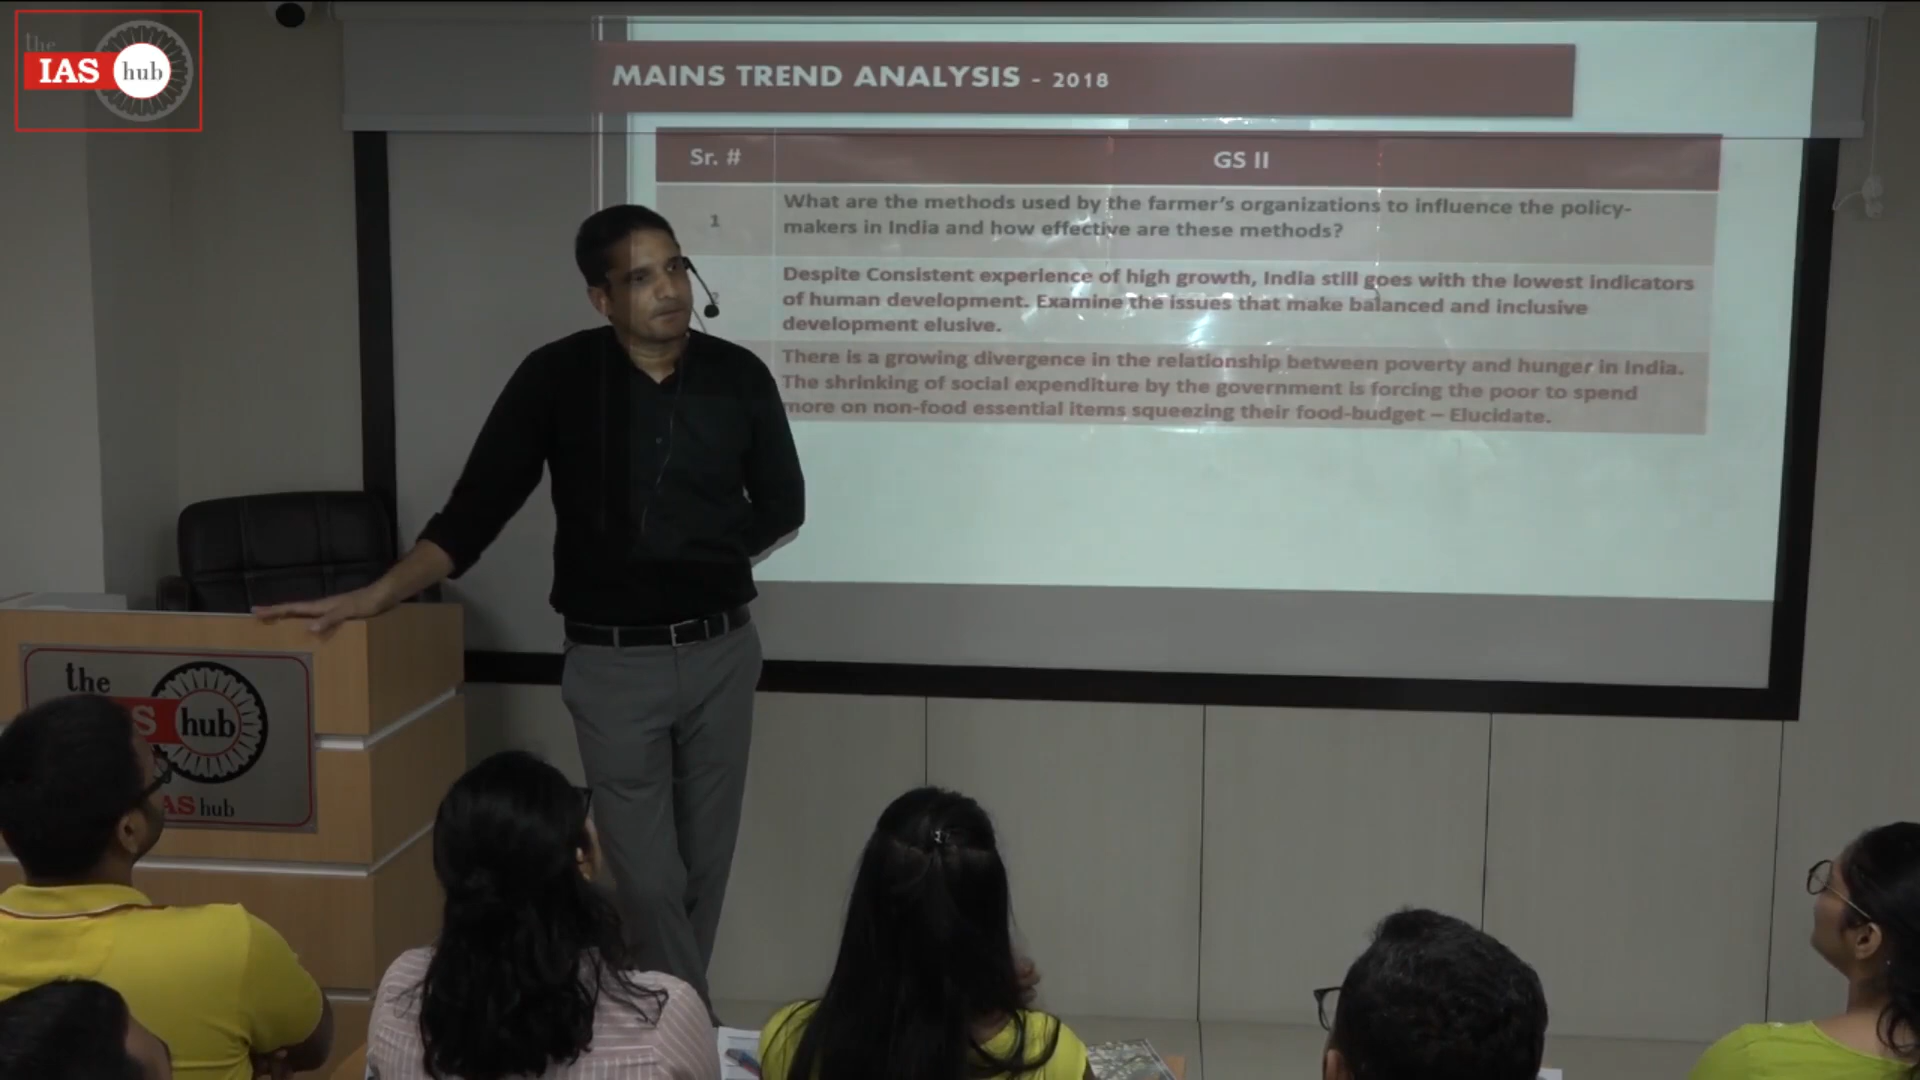 the
IAS hub
MAINS TREND ANALYSIS - 2018
Sr. # GS II
1 What are the methods used by the farmer's organizations to influence the policy-
makers in India and how effective are these methods?
2 Despite Consistent experience of high growth, India still goes with the lowest indicators
of human development. Examine the issues that make balanced and inclusive
development elusive.
There is a growing divergence in the relationship between poverty and hunger in India.
The shrinking of social expenditure by the government is forcing the poor to spend
more on non-food essential items squeezing their food-budget – Elucidate.
the
S hub
AS hub